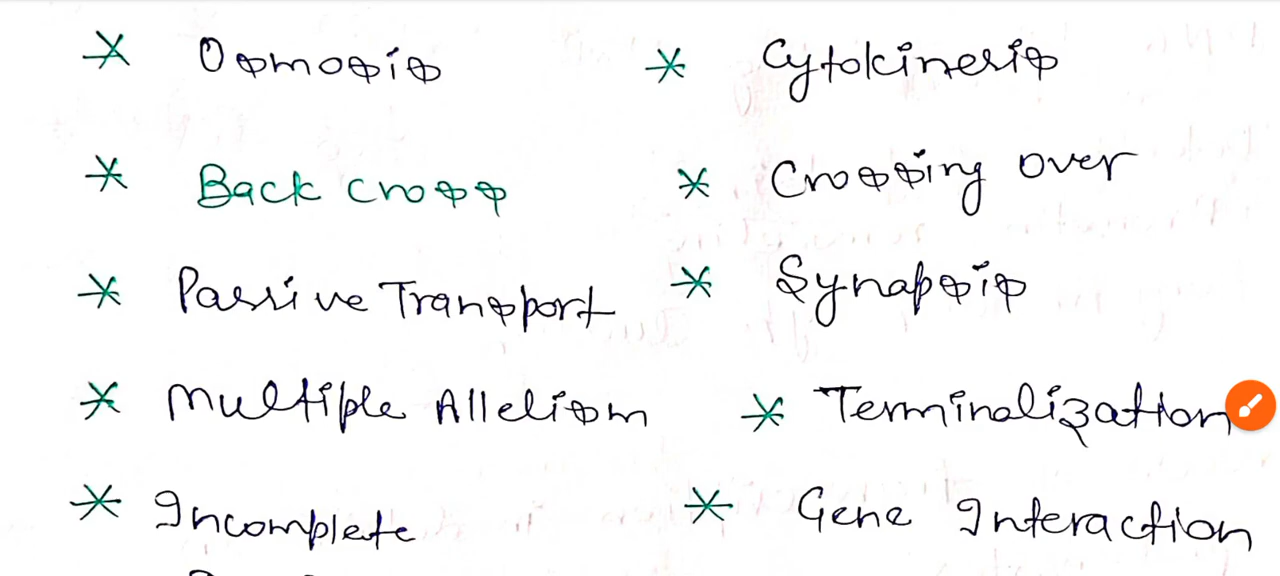 * Osmosis
* Cytokinesis
* Back cross
* Crossing over
* Passive Transport
* Synapsis
* Multiple Allelism
* Terminalization
* Incomplete
* Gene Interaction